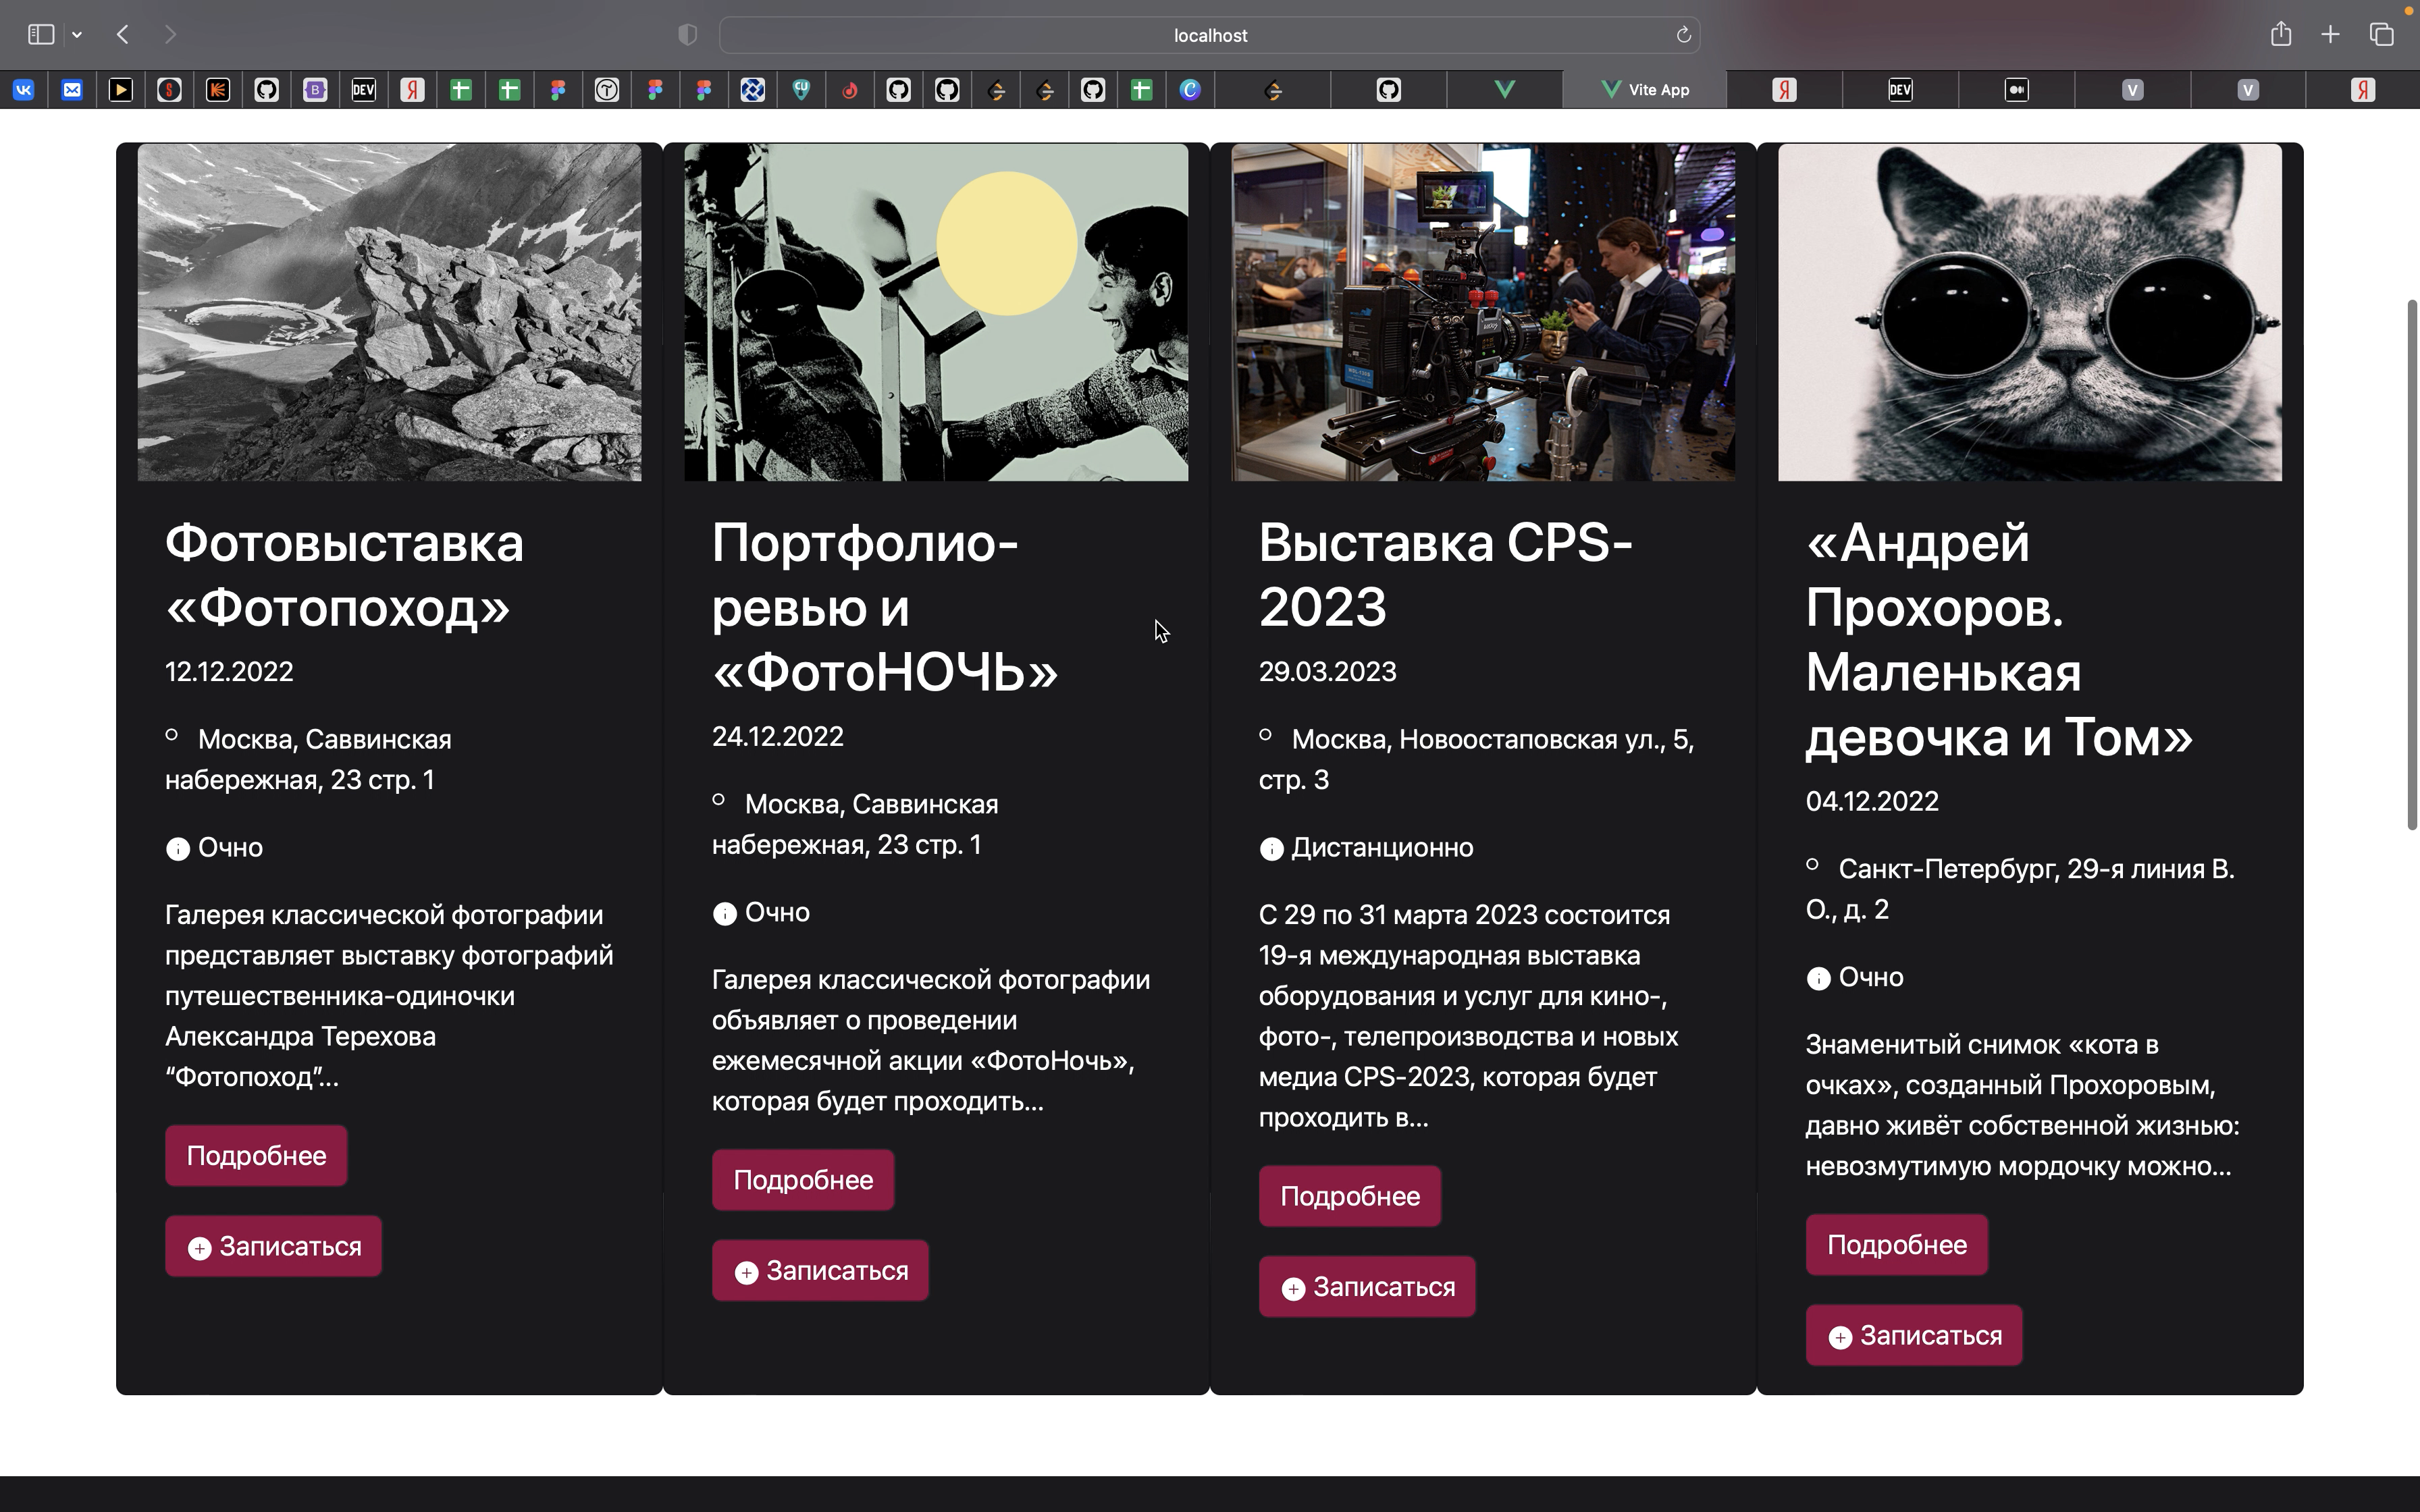 localhost
DEV
Я
Vite App
Я
DEV
V
V
Я
Фотовыставка
«Фотопоход»
12.12.2022
Москва, Саввинская
набережная, 23 стр. 1
Очно
Галерея классической фотографии
представляет выставку фотографий
путешественника-одиночки
Александра Терехова
“Фотопоход”...
Подробнее
Записаться
Портфолио-
ревью и
«ФотоНОЧЬ»
24.12.2022
Москва, Саввинская
набережная, 23 стр. 1
Очно
Галерея классической фотографии
объявляет о проведении
ежемесячной акции «ФотоНочь»,
которая будет проходить...
Подробнее
Записаться
Выставка CPS-
2023
29.03.2023
Москва, Новоостаповская ул., 5,
стр. 3
Дистанционно
С 29 по 31 марта 2023 состоится
19-я международная выставка
оборудования и услуг для кино-,
фото-, телепроизводства и новых
медиа CPS-2023, которая будет
проходить в...
Подробнее
Записаться
«Андрей
Прохоров.
Маленькая
девочка и Том»
04.12.2022
Санкт-Петербург, 29-я линия В.
О., д. 2
Очно
Знаменитый снимок «кота в
очках», созданный Прохоровым,
давно живёт собственной жизнью:
невозмутимую мордочку можно...
Подробнее
Записаться